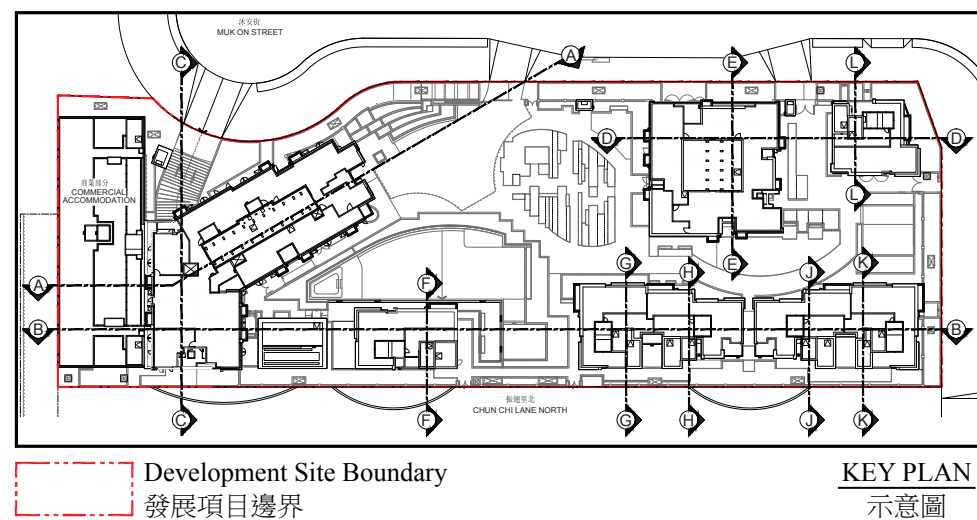 沐安街
MUK ON STREET
C
A
E
L
D
D
商業部分
COMMERCIAL
ACCOMMODATION
L
G
E
K
H
J
A
F
B
B
C
F
G
H
J
K
振翅里北
CHUN CHI LANE NORTH
Development Site Boundary
發展項目邊界
KEY PLAN
示意圖